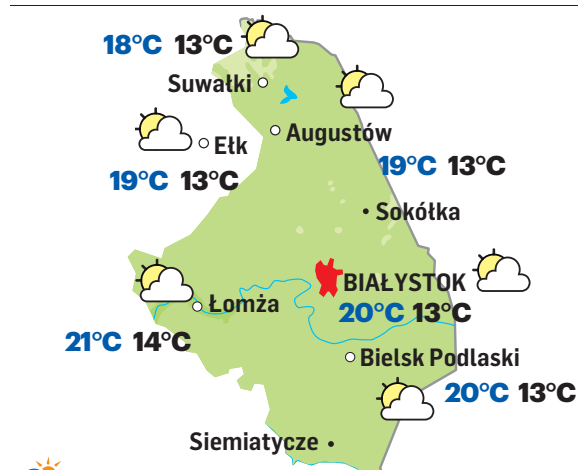 18°C 13°C
Suwałki
Augustów
Ełk
19°C 13°C
19°C 13°C
Sokółka
BIAŁYSTOK
20°C 13°C
Łomża
21°C 14°C
Bielsk Podlaski
20°C 13°C
Siemiatycze